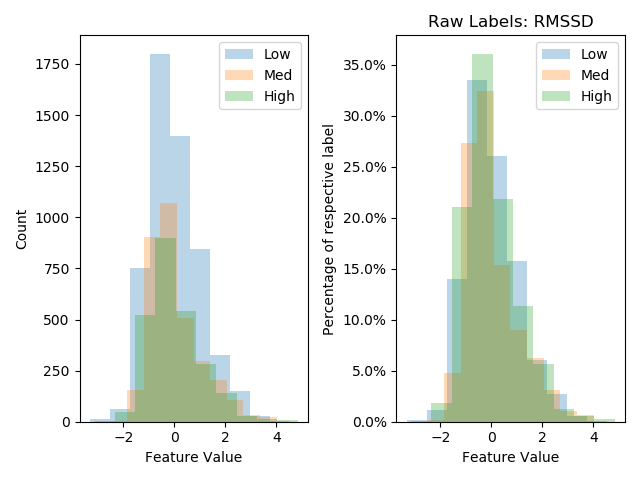 Raw Labels: RMSSD
1750
1500
1250
1000
750
500
250
0
Count
−2
0
2
4
Feature Value
Low
Med
High
35.0%
30.0%
25.0%
20.0%
15.0%
10.0%
5.0%
0.0%
Percentage of respective label
−2
0
2
4
Feature Value
Low
Med
High